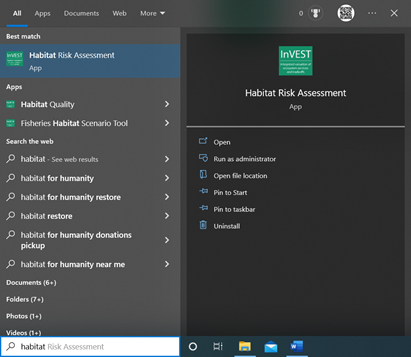 All Apps Documents Web More 0
Best match
Habitat Risk Assessment
App
Apps
Habitat Quality
Fisheries Habitat Scenario Tool
Search the web
habitat - See web results
habitat for humanity
habitat for humanity restore
habitat restore
habitat for humanity donations
pickup
habitat for humanity near me
Documents (6+)
Folders (7+)
Photos (1+)
Videos (1+)
habitat Risk Assessment
InVEST
Habitat Risk Assessment
App
Open
Run as administrator
Open file location
Pin to Start
Pin to taskbar
Uninstall